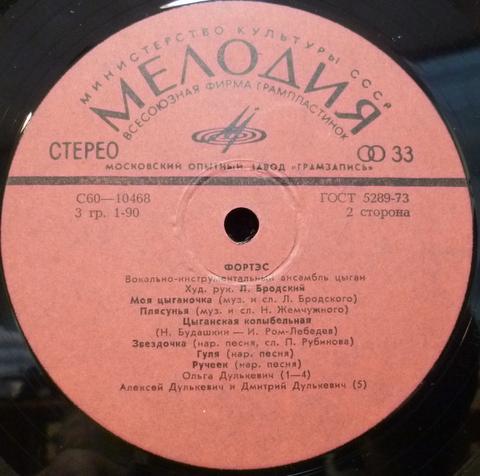 МИНИСТЕРСТВО КУЛЬТУРЫ СССР
МЕЛОДИЯ
ВСЕСОЮЗНАЯ ФИРМА ГРАМПЛАСТИНОК
СТЕРЕО
33
МОСКОВСКИЙ ОПЫТНЫЙ ЗАВОД «ГРАМЗАПИСЬ»
С60—10468
ГОСТ 5289-73
3 гр. 1-90
2 сторона
ФОРТЭС
Вокально-инструментальный ансамбль цыган
Худ. рук. Л. Бродский
Моя цыганочка (муз. и сл. Л. Бродского)
Плясунья (муз. и сл. Н. Жемчужного)
Цыганская колыбельная
(Н. Будашкин — И. Ром-Лебедев)
Звездочка (нар. песня, сл. П. Рубинова)
Гуля (нар. песня)
Ручеек (нар. песня)
Ольга Дулькевич (1—4)
Алексей Дулькевич и Дмитрий Дулькевич (5)